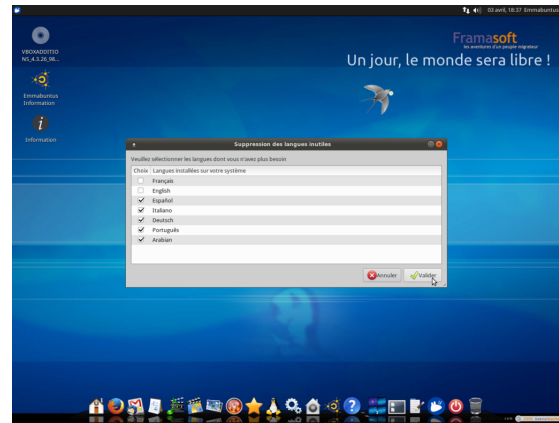 03 avril, 18:37 Emmabuntus
VBOXADDITIO
NS_4.3.26_98...
Framasoft
les aventures d'un peuple migrateur
Un jour, le monde sera libre !
Emmabuntus
Information
Information
Suppression des langues inutiles
Veuillez sélectionner les langues dont vous n'avez plus besoin
Choix Langues installées sur votre système
Français
English
Español
Italiano
Deutsch
Português
Arabian
Annuler Valider